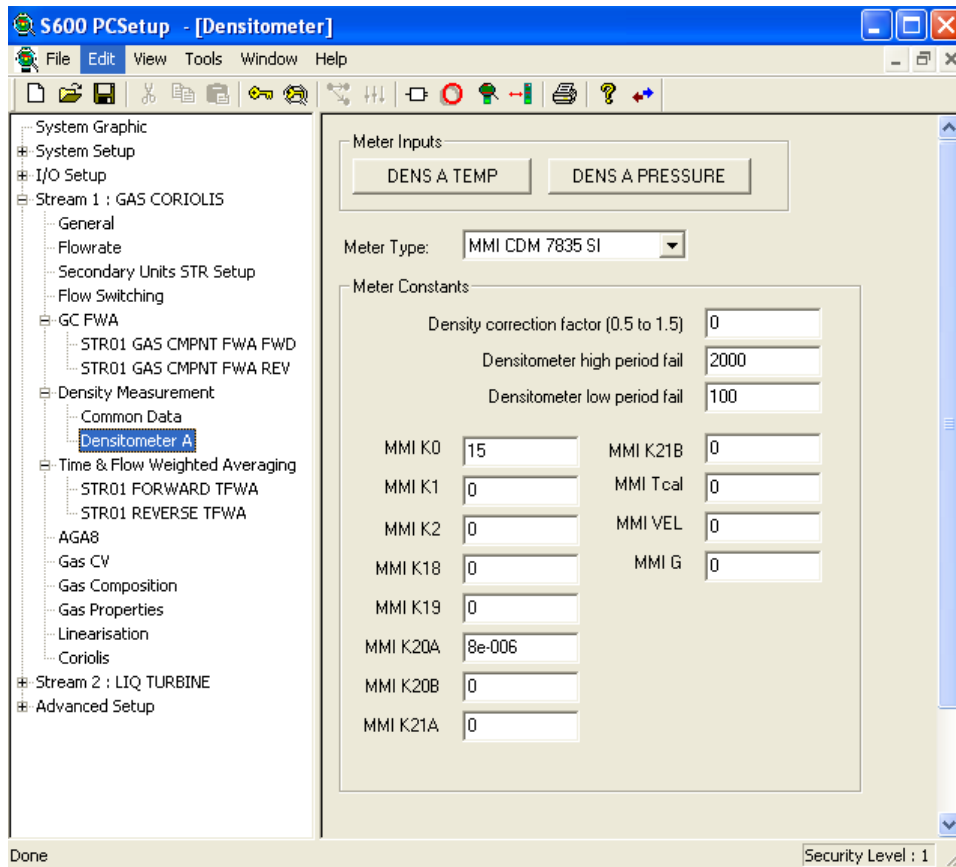 S600 PCSetup - [Densitometer]
File Edit View Tools Window Help
System Graphic
System Setup
I/O Setup
Stream 1 : GAS CORIOLIS
General
Flowrate
Secondary Units STR Setup
Flow Switching
GC FWA
STR01 GAS CMPNT FWA FWD
STR01 GAS CMPNT FWA REV
Density Measurement
Common Data
Densitometer A
Time & Flow Weighted Averaging
STR01 FORWARD TFWA
STR01 REVERSE TFWA
AGA8
Gas CV
Gas Composition
Gas Properties
Linearisation
Coriolis
Stream 2 : LIQ TURBINE
Advanced Setup
Meter Inputs
DENS A TEMP DENS A PRESSURE
Meter Type: MMI CDM 7835 SI
Meter Constants
Density correction factor (0.5 to 1.5) 0
Densitometer high period fail 2000
Densitometer low period fail 100
MMI K0 15
MMI K1 0
MMI K2 0
MMI K18 0
MMI K19 0
MMI K20A 8e-006
MMI K20B 0
MMI K21A 0
MMI K21B 0
MMI Tcal 0
MMI VEL 0
MMI G 0
Done Security Level : 1